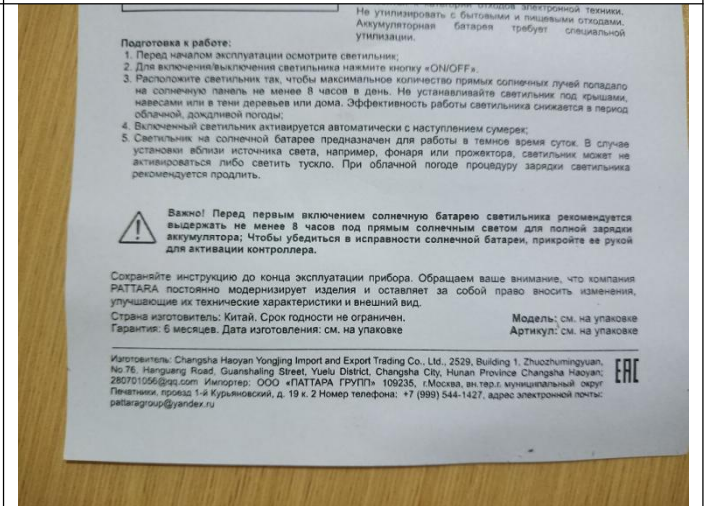 категории отходов электронной техники.
Не утилизировать с бытовыми и пищевыми отходами.
Аккумуляторная батарея требует специальной
утилизации.
Подготовка к работе:
1. Перед началом эксплуатации осмотрите светильник;
2. Для включения/выключения светильника нажмите кнопку «ON/OFF».
3. Расположите светильник так, чтобы максимальное количество прямых солнечных лучей попадало
на солнечную панель не менее 8 часов в день. Не устанавливайте светильник под крышами,
навесами или в тени деревьев или дома. Эффективность работы светильника снижается в период
облачной, дождливой погоды;
4. Включенный светильник активируется автоматически с наступлением сумерек;
5. Светильник на солнечной батарее предназначен для работы в темное время суток. В случае
установки вблизи источника света, например, фонаря или прожектора, светильник может не
активироваться либо светить тускло. При облачной погоде процедуру зарядки светильника
рекомендуется продлить.
Важно! Перед первым включением солнечную батарею светильника рекомендуется
выдержать не менее 8 часов под прямым солнечным светом для полной зарядки
аккумулятора; Чтобы убедиться в исправности солнечной батареи, прикройте ее рукой
для активации контроллера.
Сохраняйте инструкцию до конца эксплуатации прибора. Обращаем ваше внимание, что компания
PATTARA постоянно модернизирует изделия и оставляет за собой право вносить изменения,
улучшающие их технические характеристики и внешний вид.
Страна изготовитель: Китай. Срок годности не ограничен. Модель: см. на упаковке
Гарантия: 6 месяцев. Дата изготовления: см. на упаковке Артикул: см. на упаковке
Изготовитель: Changsha Haoyan Yongjing Import and Export Trading Co., Ltd., 2529, Building 1, Zhuozhumingyuan,
No.76, Hanguang Road, Guanshaling Street, Yuelu District, Changsha City, Hunan Province Changsha Haoyan;
280701056@qq.com Импортер: ООО «ПАТТАРА ГРУПП» 109235, г.Москва, вн.тер.г. муниципальный округ
Печатники, проезд 1-й Курьяновский, д. 19 к. 2 Номер телефона: +7 (999) 544-1427, адрес электронной почты:
pattaragroup@yandex.ru
EAC